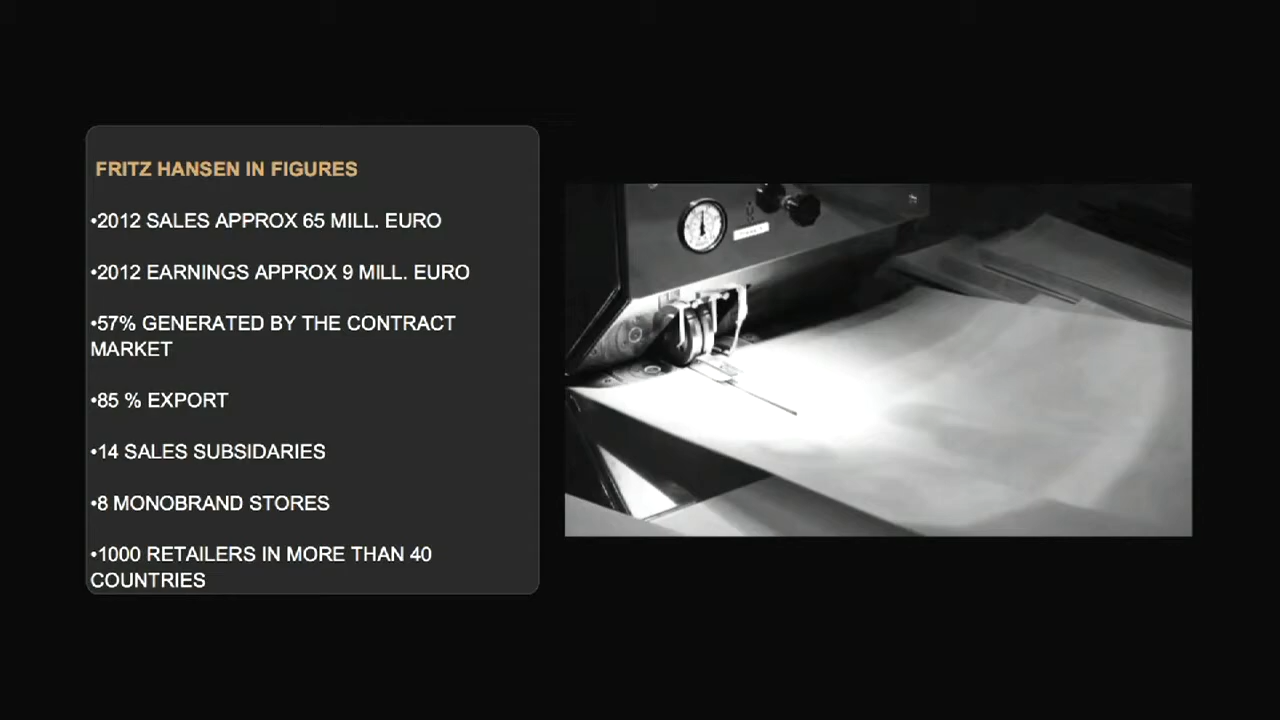 FRITZ HANSEN IN FIGURES
•2012 SALES APPROX 65 MILL. EURO
•2012 EARNINGS APPROX 9 MILL. EURO
•57% GENERATED BY THE CONTRACT
MARKET
•85 % EXPORT
•14 SALES SUBSIDARIES
•8 MONOBRAND STORES
•1000 RETAILERS IN MORE THAN 40
COUNTRIES